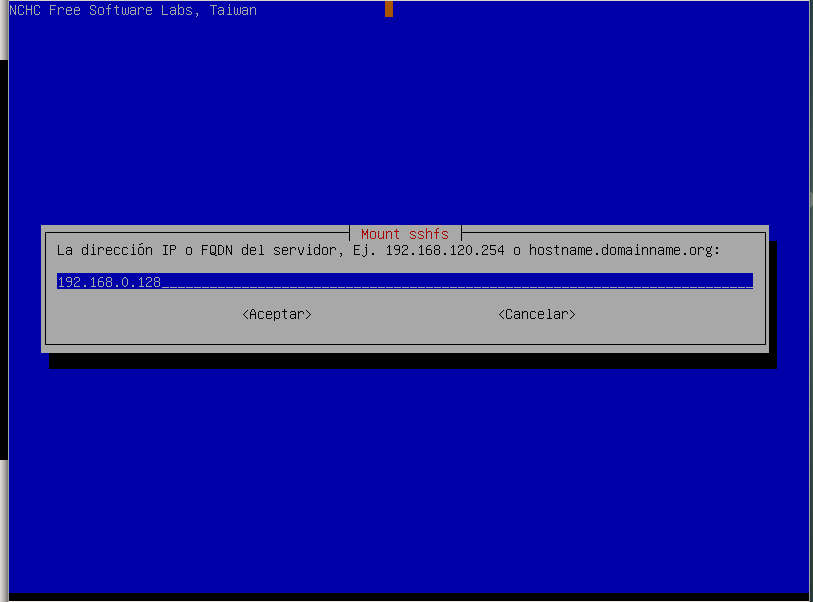 NCHC Free Software Labs, Taiwan
Mount sshfs
La dirección IP o FQDN del servidor, Ej. 192.168.120.254 o hostname.domainname.org:
192.168.0.128
<Aceptar> <Cancelar>